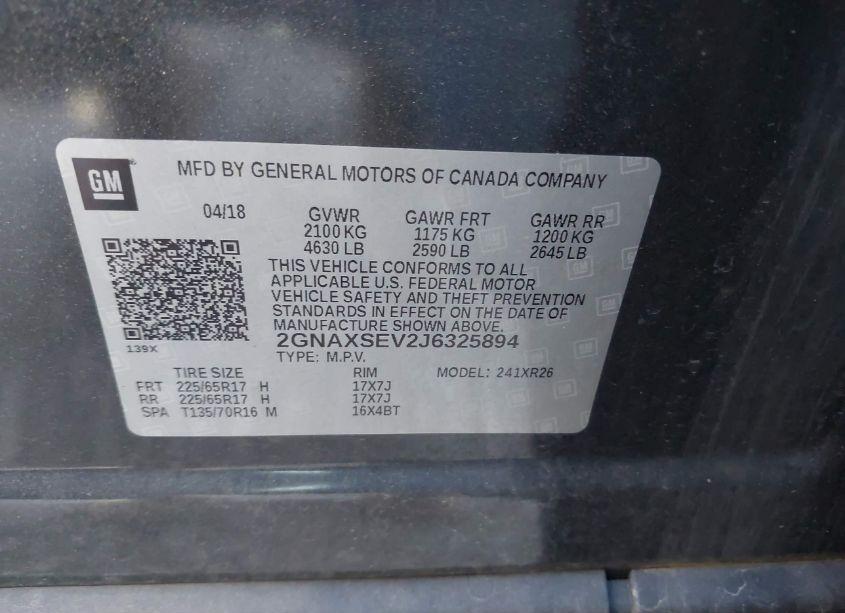 GM
MFD BY GENERAL MOTORS OF CANADA COMPANY
04/18 GVWR GAWR FRT GAWR RR
2100 KG 1175 KG 1200 KG
4630 LB 2590 LB 2645 LB
THIS VEHICLE CONFORMS TO ALL
APPLICABLE U.S. FEDERAL MOTOR
VEHICLE SAFETY AND THEFT PREVENTION
STANDARDS IN EFFECT ON THE DATE OF
MANUFACTURE SHOWN ABOVE.
139X
2GNAXSEV2J6325894
TYPE: M.P.V.
TIRE SIZE RIM MODEL: 241XR26
FRT 225/65R17 H 17X7J
RR 225/65R17 H 17X7J
SPA T135/70R16 M 16X4BT